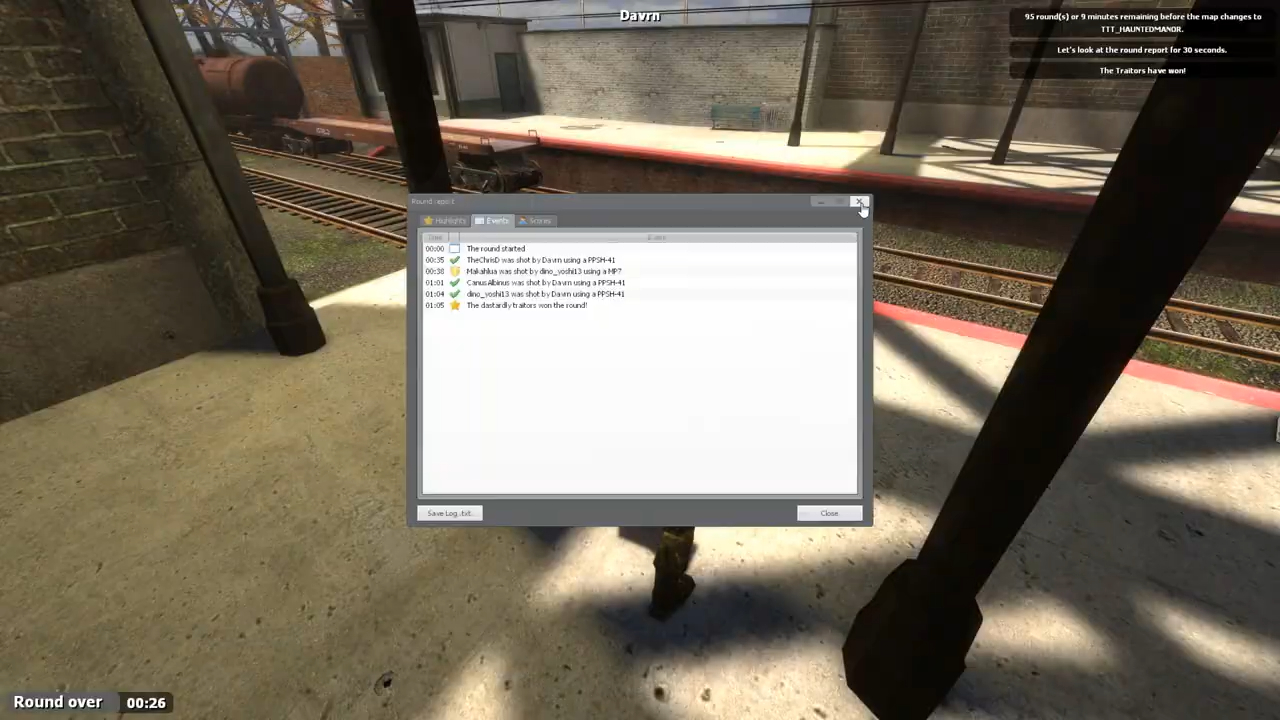 Davrn
95 round(s) or 9 minutes remaining before the map changes to
TTT_HAUNTEDMANOR.
Let's look at the round report for 30 seconds.
The Traitors have won!
Round report
Highlights Events Scores
Time Event
00:00 The round started
00:35 TheChrisD was shot by Davrn using a PPSH-41
00:38 Makahlua was shot by dino_yoshi13 using a MP7
01:01 CanusAlbinus was shot by Davrn using a PPSH-41
01:04 dino_yoshi13 was shot by Davrn using a PPSH-41
01:05 The dastardly traitors won the round!
Save Log .txt
Close
Round over 00:26